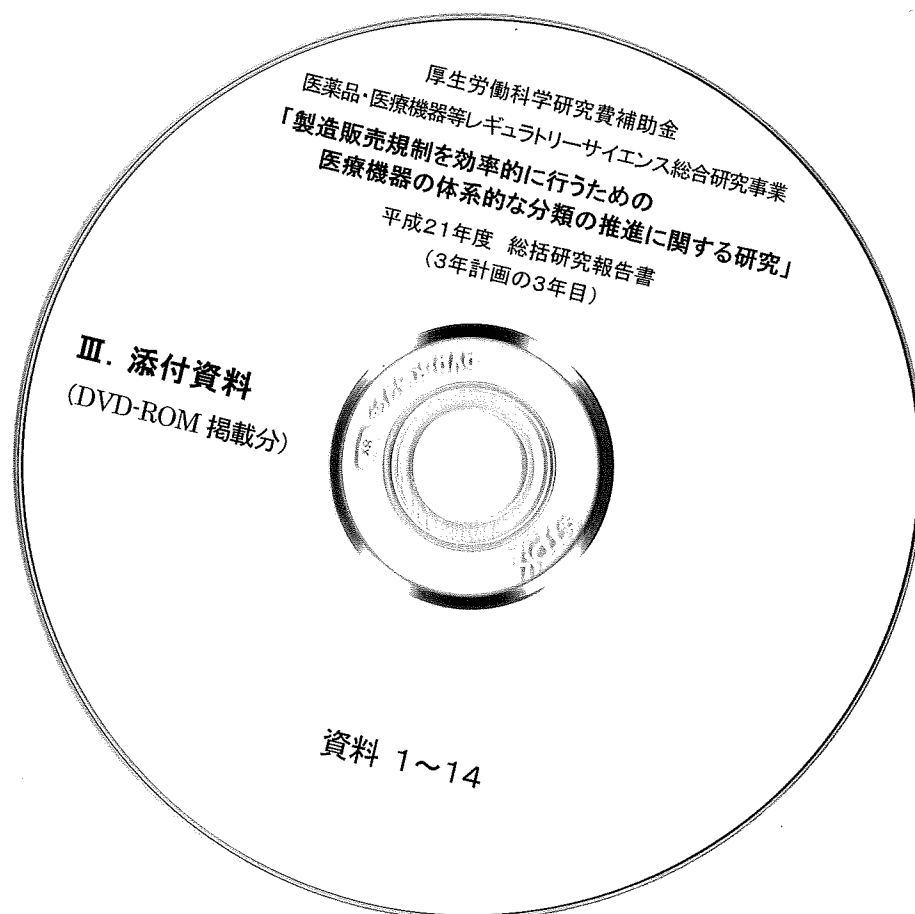 厚生労働科学研究費補助金
医薬品・医療機器等レギュラトリーサイエンス総合研究事業
「製造販売規制を効率的に行うための
医療機器の体系的な分類の推進に関する研究」
平成21年度 総括研究報告書
(3年計画の3年目)
Ⅲ. 添付資料
(DVD-ROM 掲載分)
8X
資料 1～14